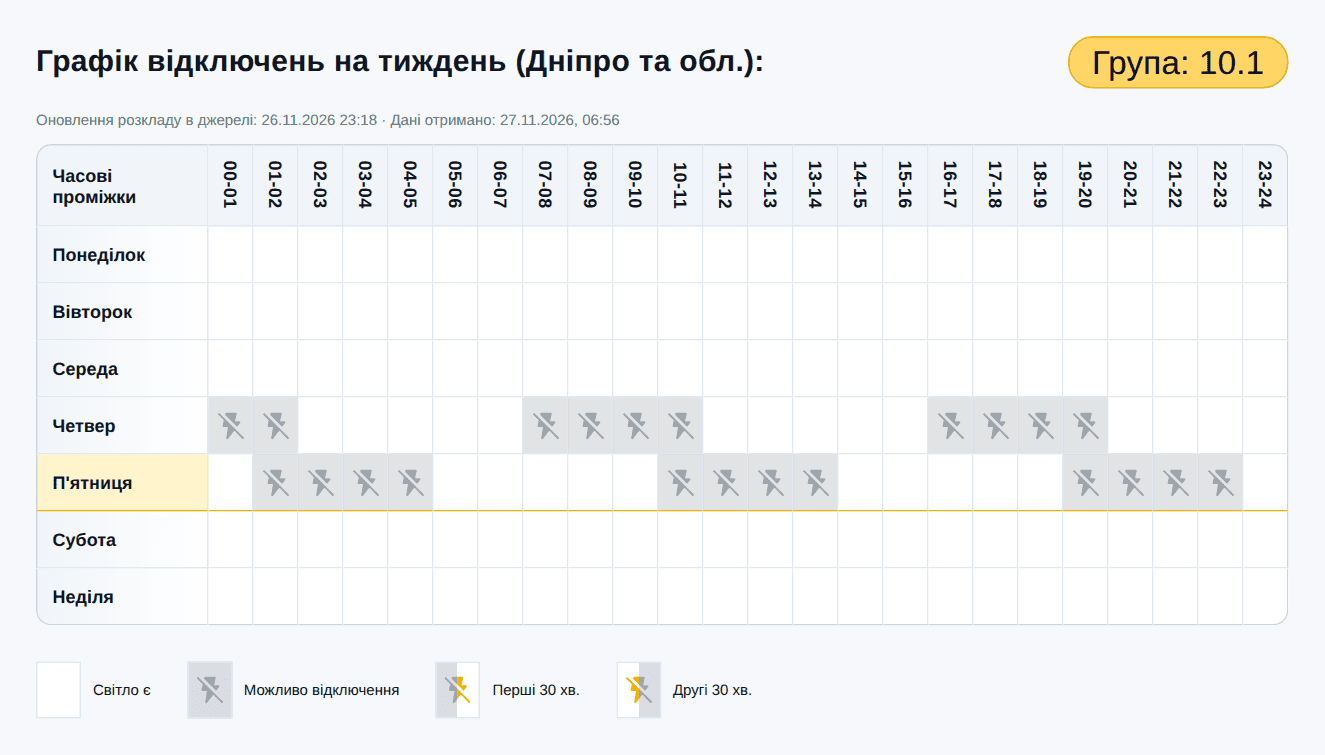 Графік відключень на тиждень (Дніпро та обл.):
Група: 10.1
Оновлення розкладу в джерелі: 26.11.2026 23:18 · Дані отримано: 27.11.2026, 06:56
Часові
проміжки
00-01
01-02
02-03
03-04
04-05
05-06
06-07
07-08
08-09
09-10
10-11
11-12
12-13
13-14
14-15
15-16
16-17
17-18
18-19
19-20
20-21
21-22
22-23
23-24
Понеділок
Вівторок
Середа
Четвер
П'ятниця
Субота
Неділя
Світло є
Можливо відключення
Перші 30 хв.
Другі 30 хв.